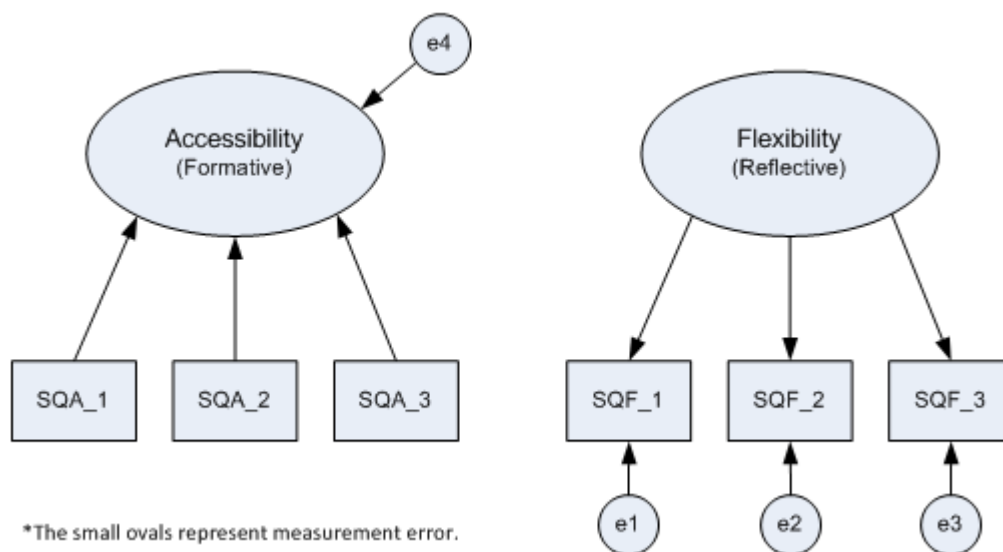 e4
Accessibility
(Formative)
Flexibility
(Reflective)
SQA_1
SQA_2
SQA_3
SQF_1
SQF_2
SQF_3
e1
e2
e3
*The small ovals represent measurement error.